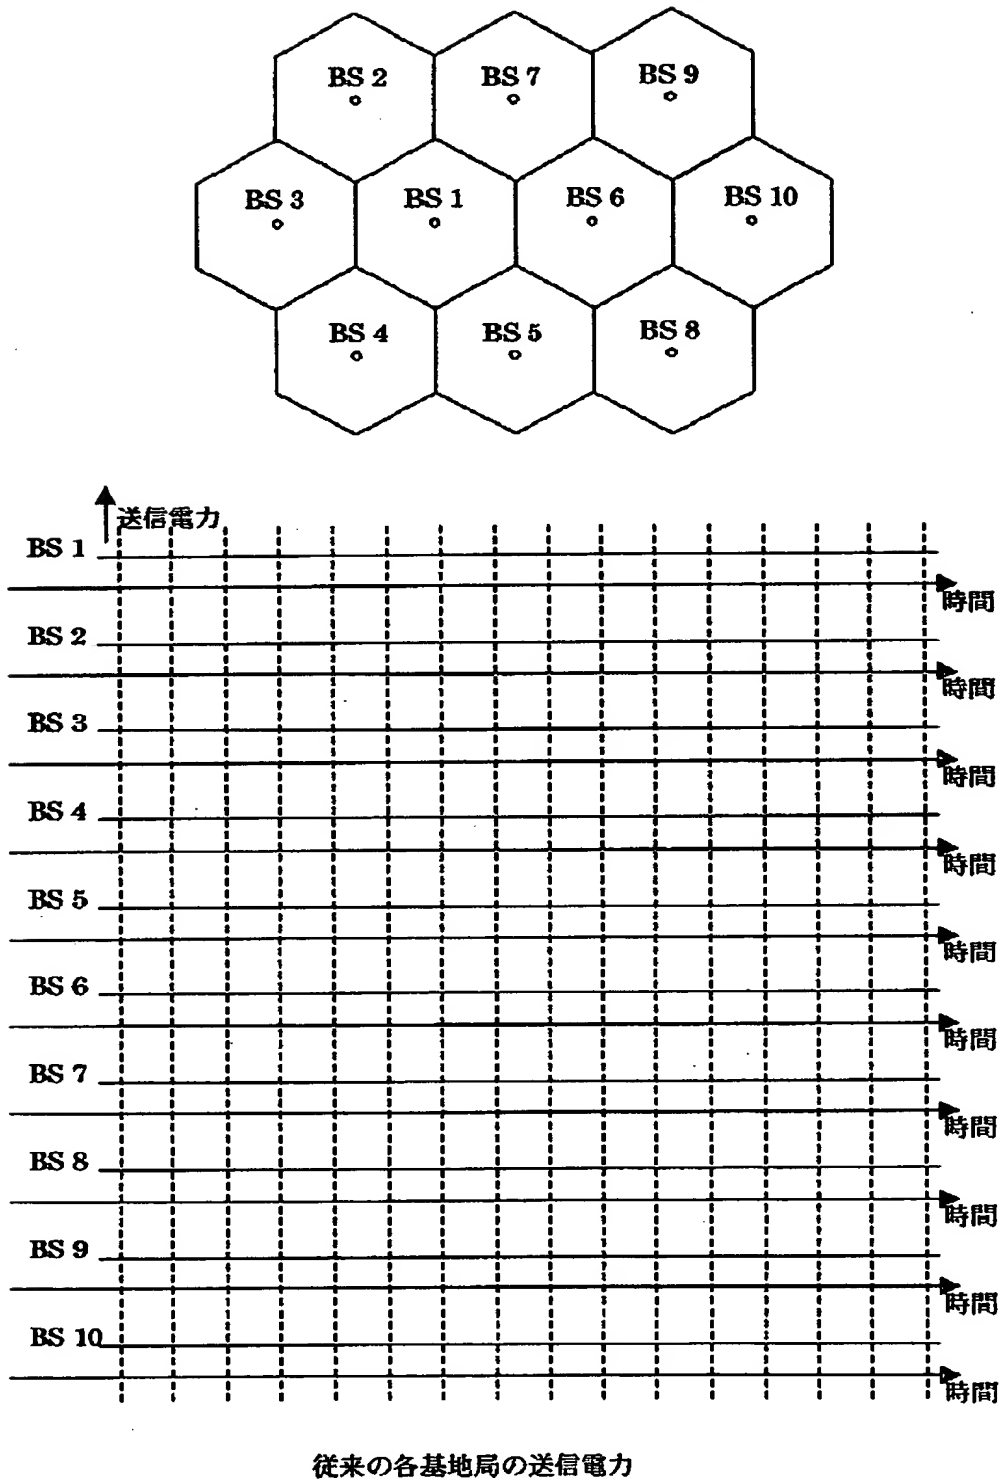 BS 2 BS 7 BS 9
BS 3 BS 1 BS 6 BS 10
BS 4 BS 5 BS 8
送信電力
BS 1
時間
BS 2
時間
BS 3
時間
BS 4
時間
BS 5
時間
BS 6
時間
BS 7
時間
BS 8
時間
BS 9
時間
BS 10
時間
従来の各基地局の送信電力